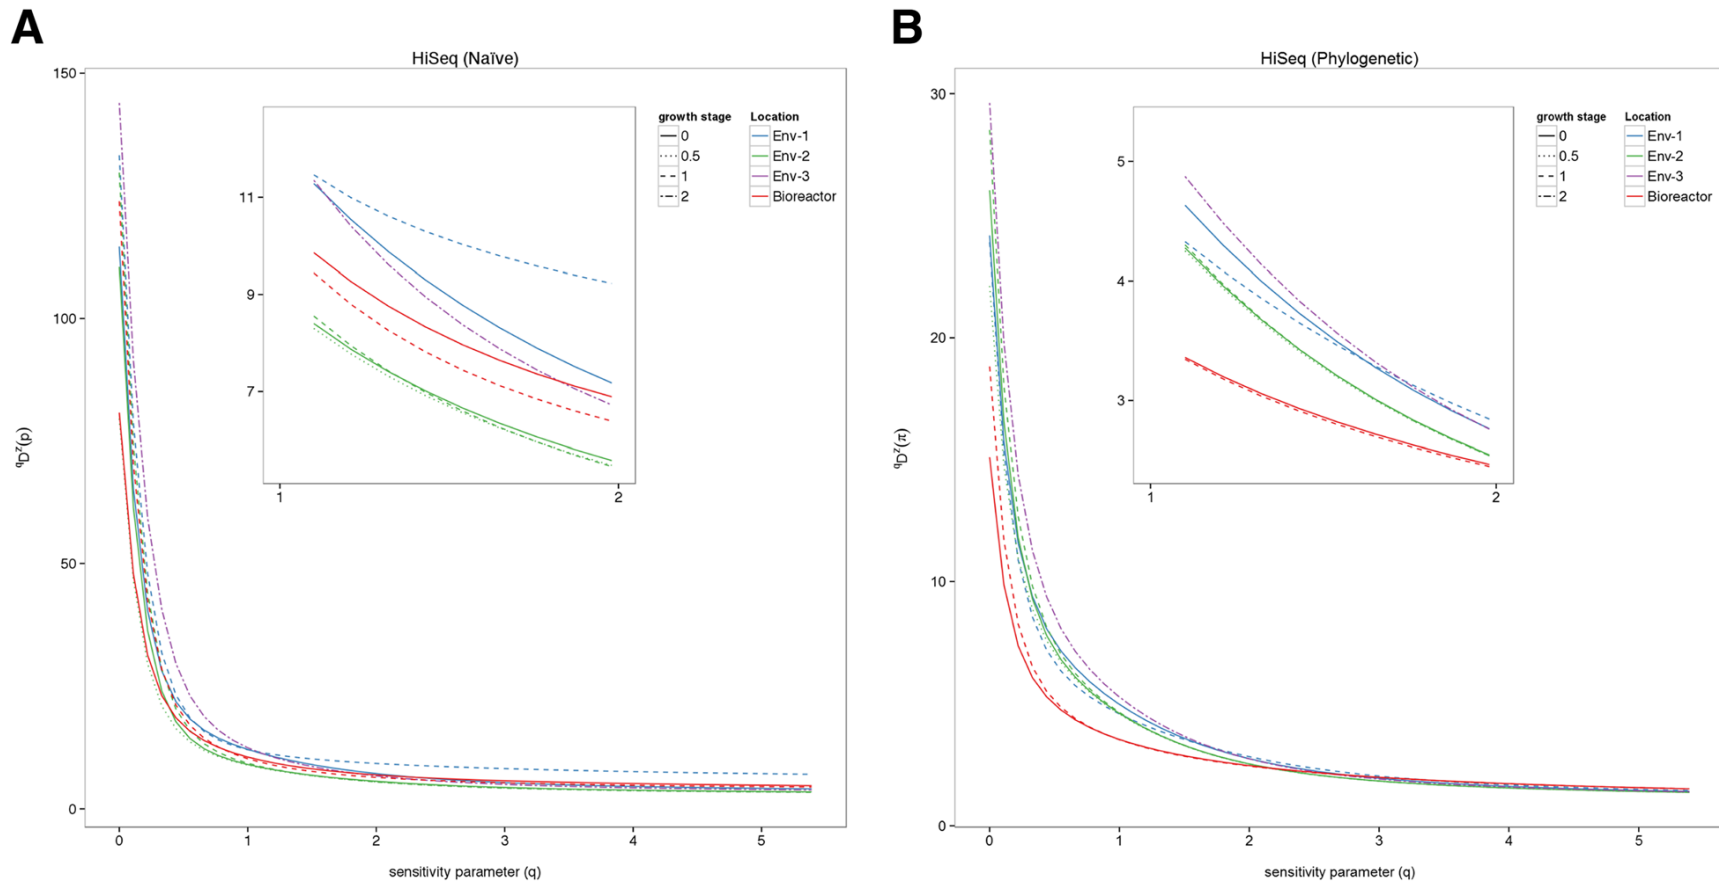 A
HiSeq (Naïve)
150
100
50
0
0
1
2
3
4
5
sensitivity parameter (q)
qDz(p)
11
9
7
1
2
growth stage
0
0.5
1
2
Location
Env-1
Env-2
Env-3
Bioreactor
B
HiSeq (Phylogenetic)
30
20
10
0
0
1
2
3
4
5
sensitivity parameter (q)
qDz(π)
5
4
3
1
2
growth stage
0
0.5
1
2
Location
Env-1
Env-2
Env-3
Bioreactor